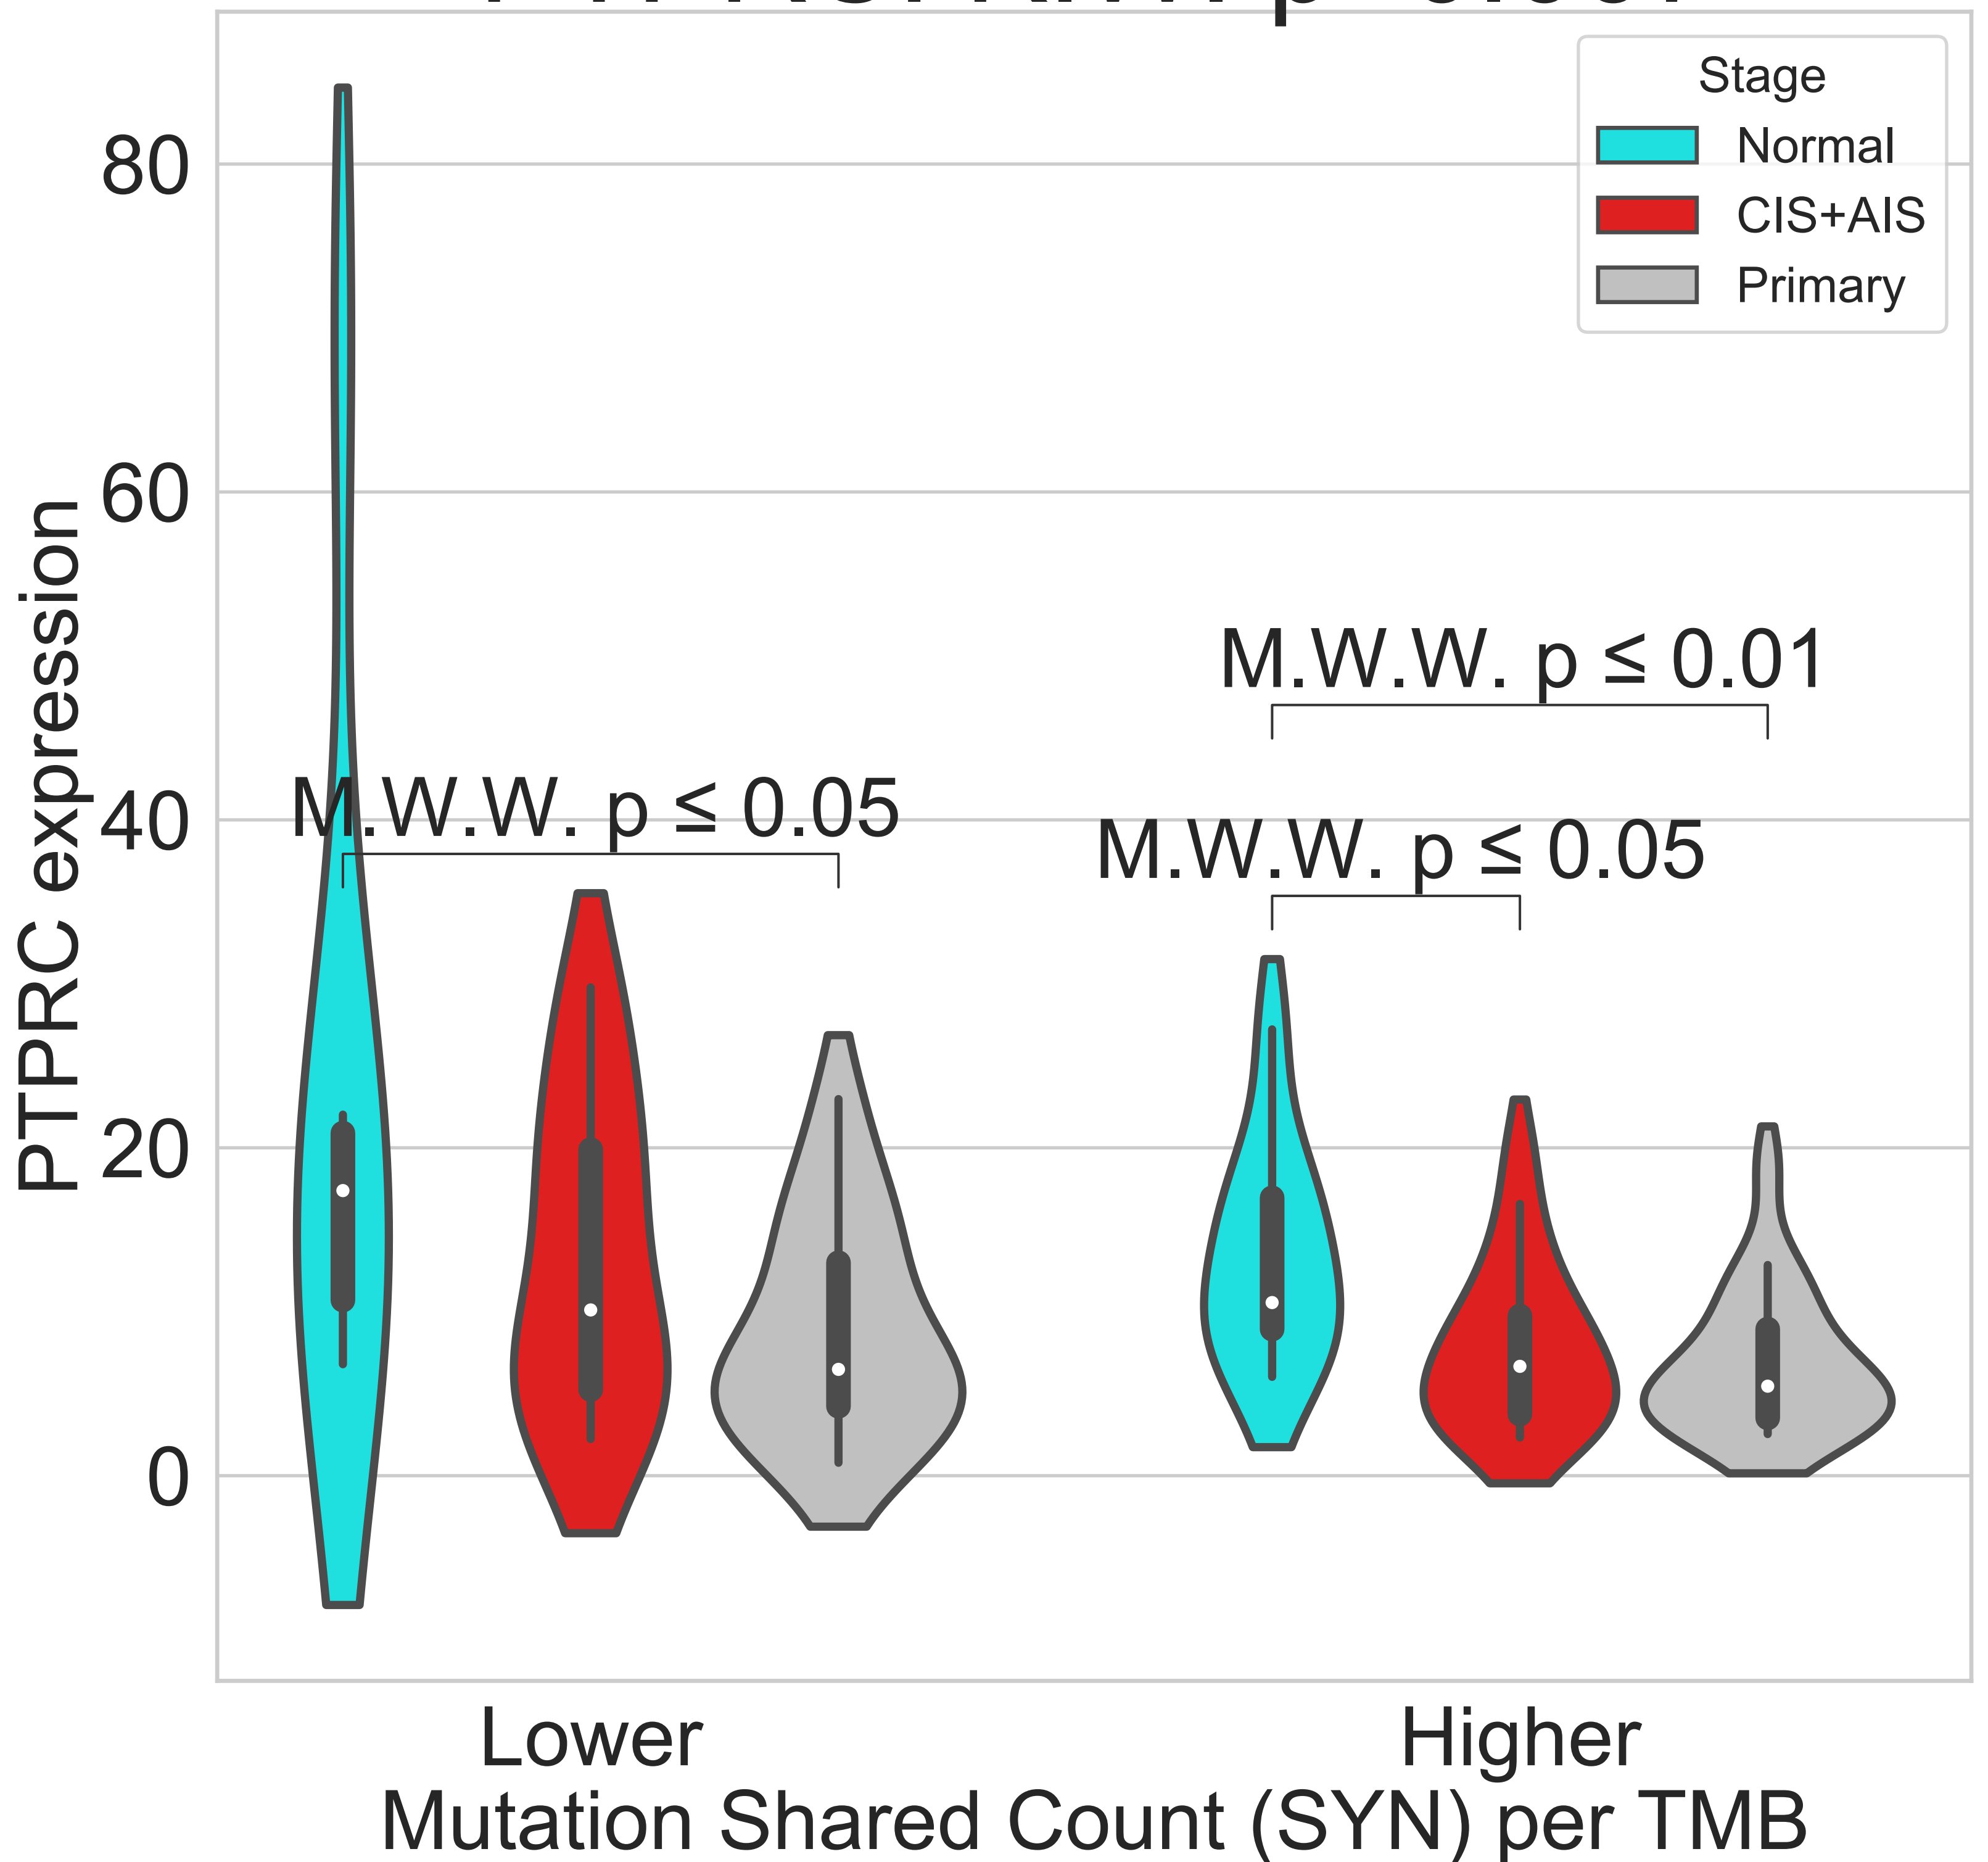 Stage
Normal
CIS+AIS
Primary
PTPRC expression
80
60
40
20
0
M.W.W. p ≤ 0.01
M.W.W. p ≤ 0.05
M.W.W. p ≤ 0.05
Lower
Higher
Mutation Shared Count (SYN) per TMB